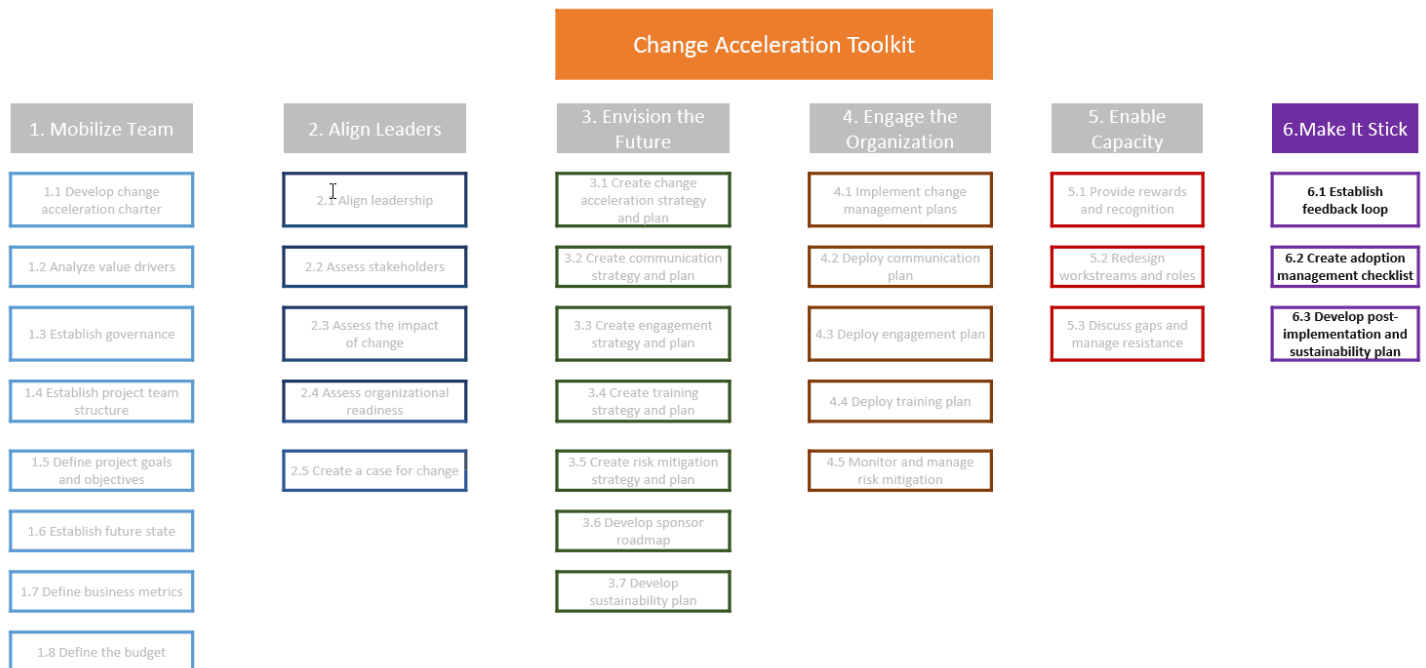 Change Acceleration Toolkit
1. Mobilize Team
1.1 Develop change
acceleration charter
1.2 Analyze value drivers
1.3 Establish governance
1.4 Establish project team
structure
1.5 Define project goals
and objectives
1.6 Establish future state
1.7 Define business metrics
1.8 Define the budget
2. Align Leaders
2.1 Align leadership
2.2 Assess stakeholders
2.3 Assess the impact
of change
2.4 Assess organizational
readiness
2.5 Create a case for change
3. Envision the
Future
3.1 Create change
acceleration strategy
and plan
3.2 Create communication
strategy and plan
3.3 Create engagement
strategy and plan
3.4 Create training
strategy and plan
3.5 Create risk mitigation
strategy and plan
3.6 Develop sponsor
roadmap
3.7 Develop
sustainability plan
4. Engage the
Organization
4.1 Implement change
management plans
4.2 Deploy communication
plan
4.3 Deploy engagement plan
4.4 Deploy training plan
4.5 Monitor and manage
risk mitigation
5. Enable
Capacity
5.1 Provide rewards
and recognition
5.2 Redesign
workstreams and roles
5.3 Discuss gaps and
manage resistance
6.Make It Stick
6.1 Establish
feedback loop
6.2 Create adoption
management checklist
6.3 Develop post-
implementation and
sustainability plan